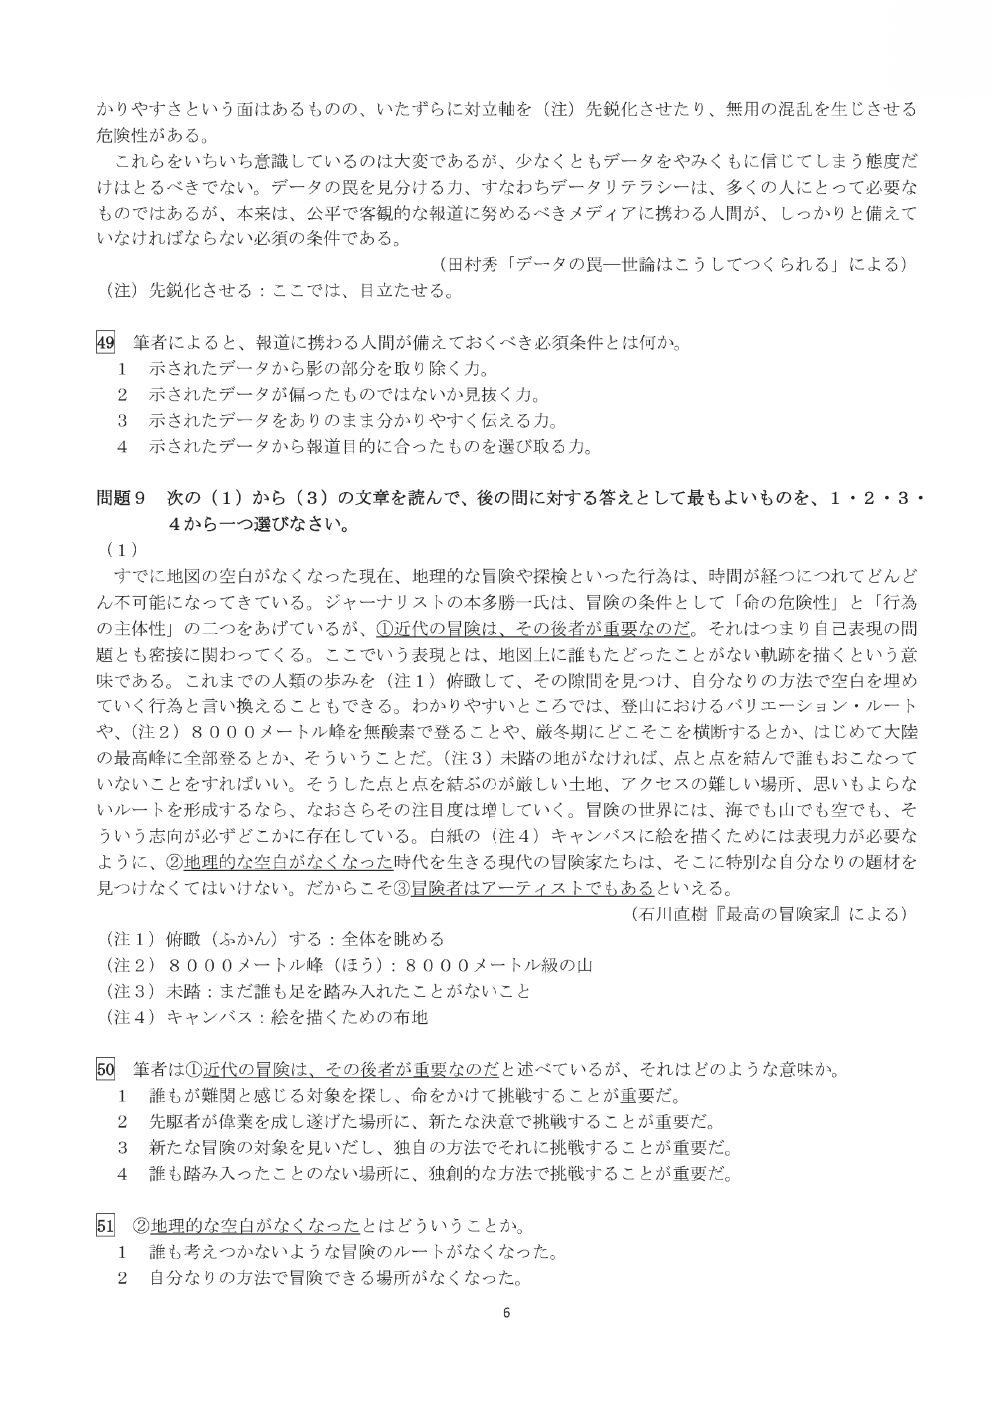 かりやすさという面はあるものの、いたずらに対立軸を（注）先鋭化させたり、無用の混乱を生じさせる
危険性がある。
これらをいちいち意識しているのは大変であるが、少なくともデータをやみくもに信じてしまう態度だ
けはとるべきでない。データの罠を見分ける力、すなわちデータリテラシーは、多くの人にとって必要な
ものではあるが、本来は、公平で客観的な報道に努めるべきメディアに携わる人間が、しっかりと備えて
いなければならない必須の条件である。
（田村秀「データの罠―世論はこうしてつくられる」による）
（注）先鋭化させる：ここでは、目立たせる。
49 筆者によると、報道に携わる人間が備えておくべき必須条件とは何か。
1 示されたデータから影の部分を取り除く力。
2 示されたデータが偏ったものではないか見抜く力。
3 示されたデータをありのまま分かりやすく伝える力。
4 示されたデータから報道目的に合ったものを選び取る力。
問題９ 次の（１）から（３）の文章を読んで、後の問に対する答えとして最もよいものを、１・２・３・
４から一つ選びなさい。
（１）
すでに地図の空白がなくなった現在、地理的な冒険や探検といった行為は、時間が経つにつれてどんど
ん不可能になってきている。ジャーナリストの本多勝一氏は、冒険の条件として「命の危険性」と「行為
の主体性」の二つをあげているが、①近代の冒険は、その後者が重要なのだ。それはつまり自己表現の問
題とも密接に関わってくる。ここでいう表現とは、地図上に誰もたどったことがない軌跡を描くという意
味である。これまでの人類の歩みを（注１）俯瞰して、その隙間を見つけ、自分なりの方法で空白を埋め
ていく行為と言い換えることもできる。わかりやすいところでは、登山におけるバリエーション・ルート
や、（注２）８０００メートル峰を無酸素で登ることや、厳冬期にどこそこを横断するとか、はじめて大陸
の最高峰に全部登るとか、そういうことだ。（注３）未踏の地がなければ、点と点を結んで誰もおこなって
いないことをすればいい。そうした点と点を結ぶのが厳しい土地、アクセスの難しい場所、思いもよらな
いルートを形成するなら、なおさらその注目度は増していく。冒険の世界には、海でも山でも空でも、そ
ういう志向が必ずどこかに存在している。白紙の（注４）キャンバスに絵を描くためには表現力が必要な
ように、②地理的な空白がなくなった時代を生きる現代の冒険家たちは、そこに特別な自分なりの題材を
見つけなくてはいけない。だからこそ③冒険者はアーティストでもあるといえる。
（石川直樹『最高の冒険家』による）
（注１）俯瞰（ふかん）する：全体を眺める
（注２）８０００メートル峰（ほう）：８０００メートル級の山
（注３）未踏：まだ誰も足を踏み入れたことがないこと
（注４）キャンバス：絵を描くための布地
50 筆者は①近代の冒険は、その後者が重要なのだと述べているが、それはどのような意味か。
1 誰もが難関と感じる対象を探し、命をかけて挑戦することが重要だ。
2 先駆者が偉業を成し遂げた場所に、新たな決意で挑戦することが重要だ。
3 新たな冒険の対象を見いだし、独自の方法でそれに挑戦することが重要だ。
4 誰も踏み入ったことのない場所に、独創的な方法で挑戦することが重要だ。
51 ②地理的な空白がなくなったとはどういうことか。
1 誰も考えつかないような冒険のルートがなくなった。
2 自分なりの方法で冒険できる場所がなくなった。
6